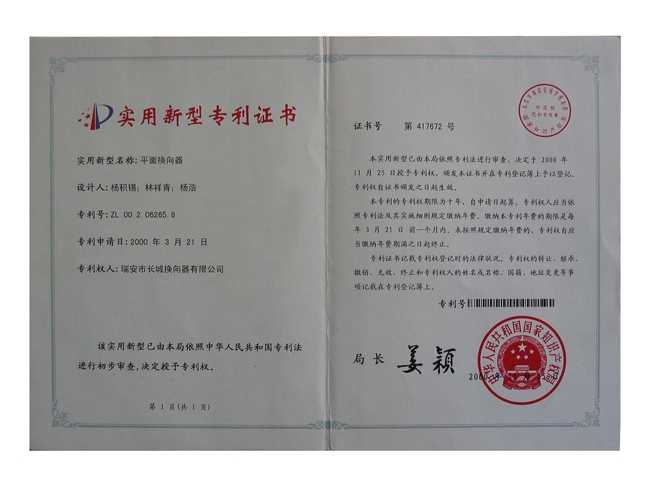 实用新型专利证书
实用新型名称: 平面换向器
设计人: 杨积锡; 林祥青; 杨浩
专利号: ZL 00 2 06265.8
专利申请日: 2000 年 3 月 21 日
专利权人: 瑞安市长城换向器有限公司
该实用新型已由本局依照中华人民共和国专利法
进行初步审查,决定授予专利权。
第 1 页(共 1 页)
证书号 第 417672 号
本实用新型已由本局依照专利法进行审查,决定于 2000 年
11 月 25 日授予专利权,颁发本证书并在专利登记簿上予以登记,
专利权自证书颁发之日起生效。
本专利的专利权期限为十年,自申请日起算。专利权人应当依
照专利法及其实施细则规定缴纳年费。缴纳本专利年费的期限是每
年 3 月 21 日 前一个月内。未按照规定缴纳年费的,专利权自应
当缴纳年费期满之日起终止。
专利证书记载专利权登记时的法律状况。专利权的转让、继承、
撤销、无效、终止和专利权人的姓名或名称、国籍、地址变更等事
项记载在专利登记簿上。
专利号
局长 姜颖
中华人民共和国国家知识产权局